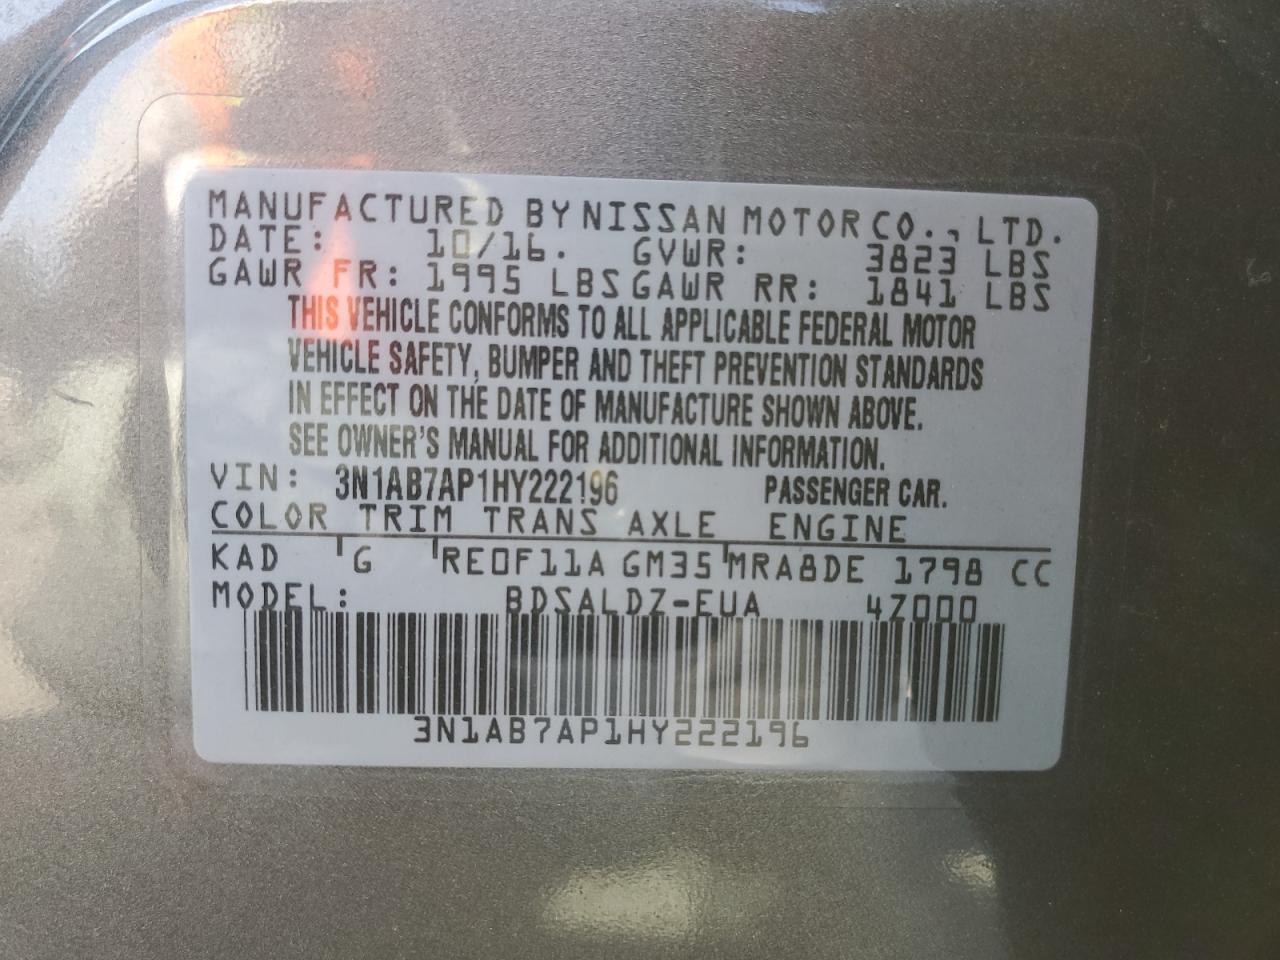 MANUFACTURED BY NISSAN MOTOR CO., LTD.
DATE: 10/16. GVWR: 3823 LBS
GAWR FR: 1995 LBS GAWR RR: 1841 LBS
THIS VEHICLE CONFORMS TO ALL APPLICABLE FEDERAL MOTOR
VEHICLE SAFETY, BUMPER AND THEFT PREVENTION STANDARDS
IN EFFECT ON THE DATE OF MANUFACTURE SHOWN ABOVE.
SEE OWNER'S MANUAL FOR ADDITIONAL INFORMATION.
VIN: 3N1AB7AP1HY222196 PASSENGER CAR.
COLOR TRIM TRANS AXLE ENGINE
KAD G RE0F11A GM35 MRA8DE 1798 CC
MODEL: BDSALDZ-EUA 4Z000
3N1AB7AP1HY222196